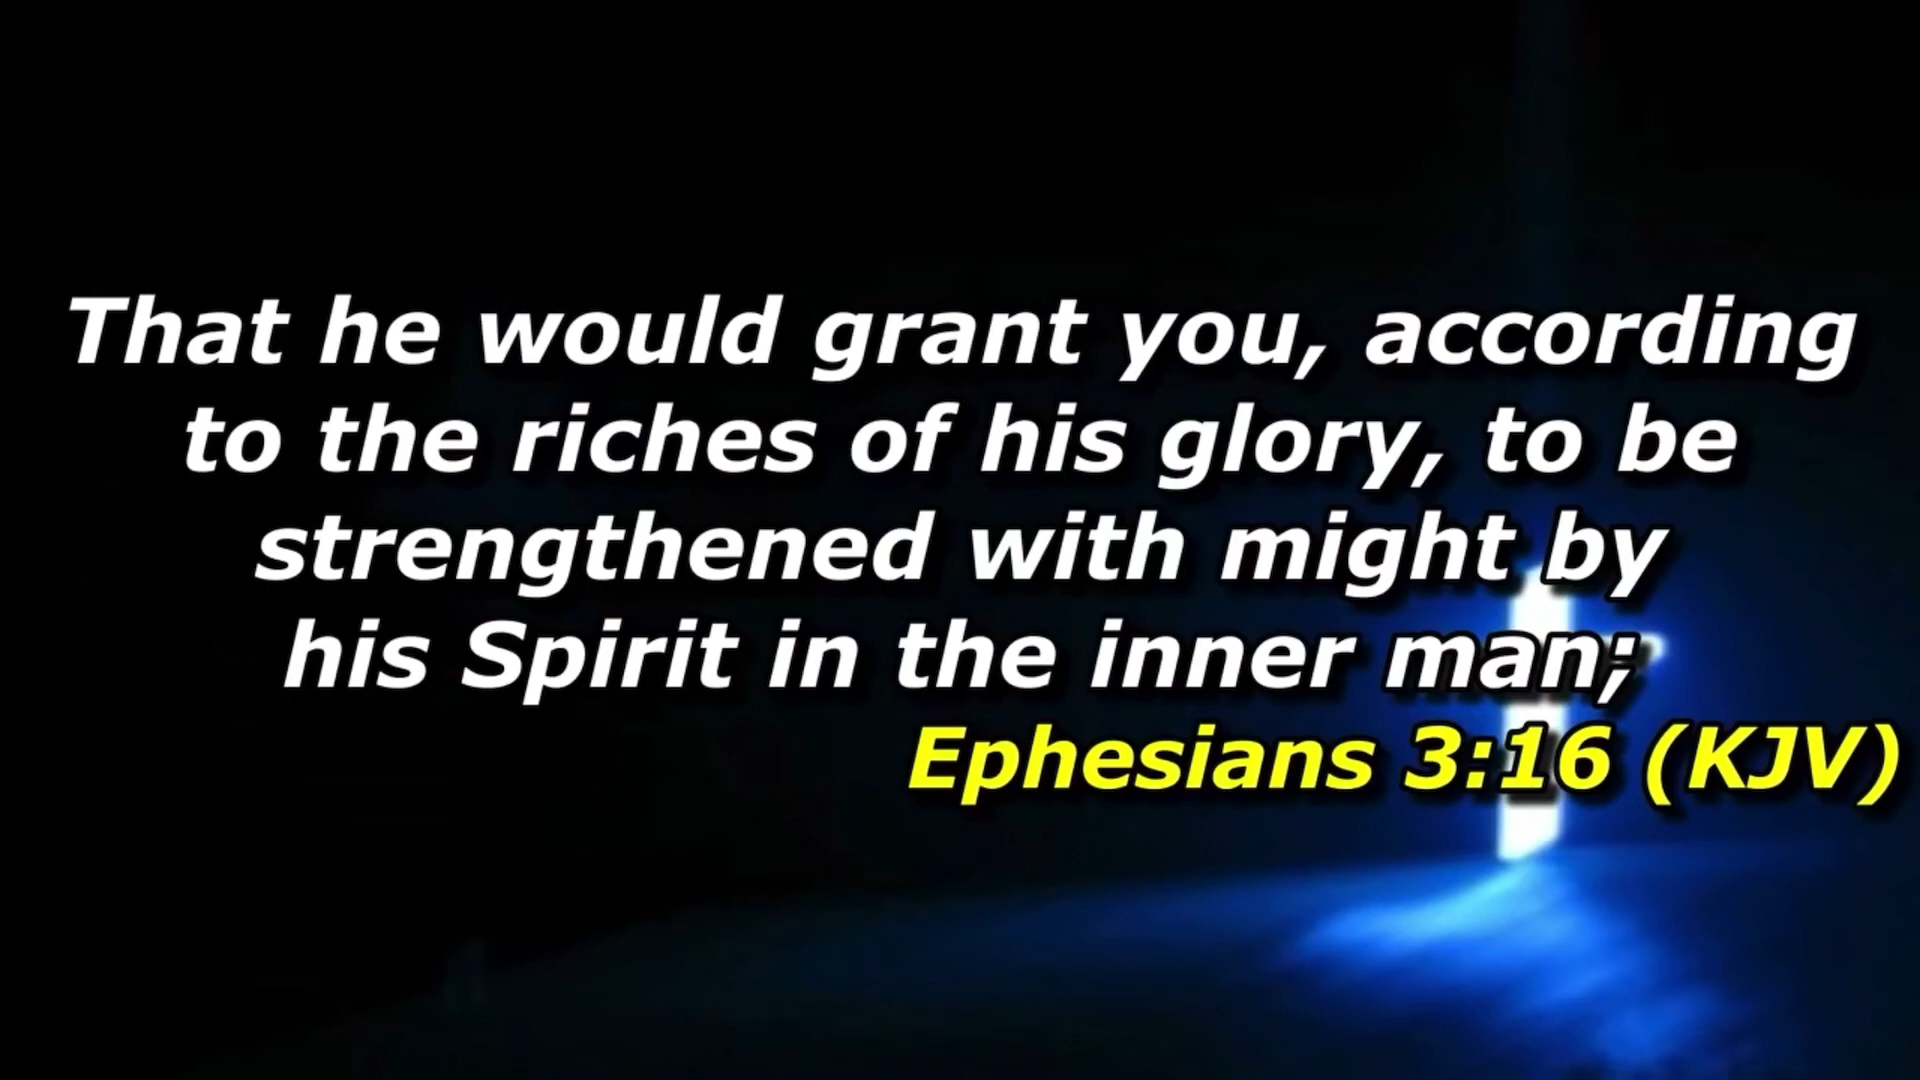 That he would grant you, according
to the riches of his glory, to be
strengthened with might by
his Spirit in the inner man;
Ephesians 3:16 (KJV)